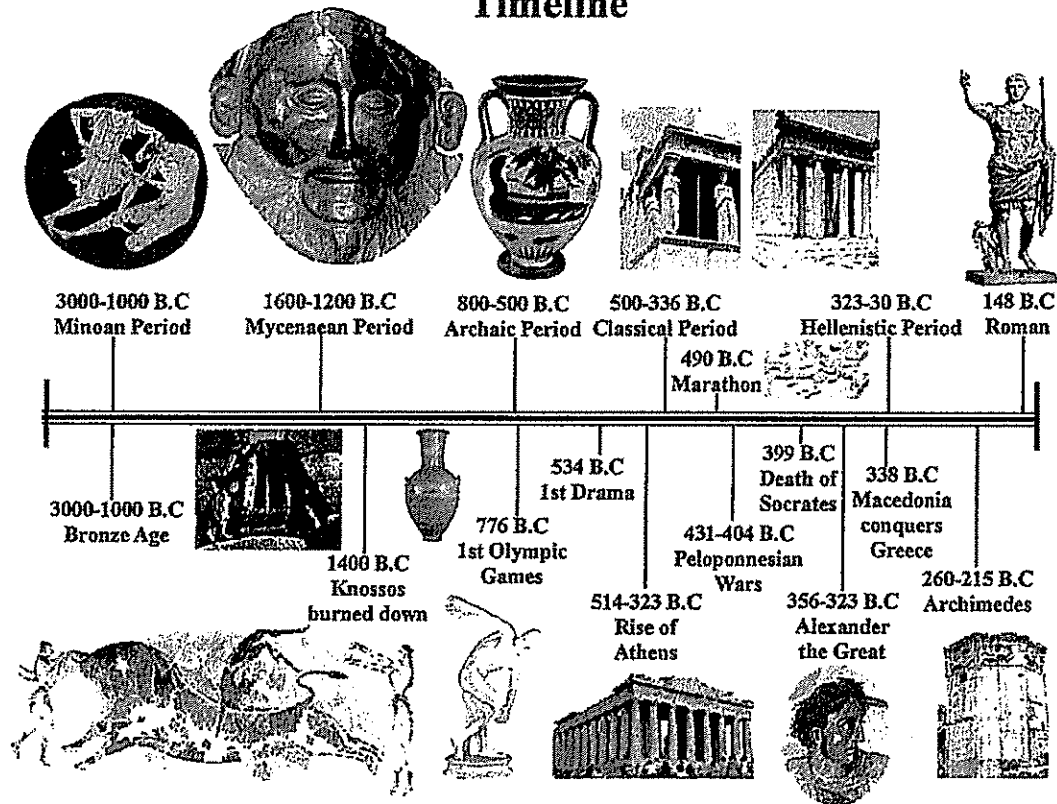 Timeline
3000-1000 B.C
Minoan Period
1600-1200 B.C
Mycenaean Period
800-500 B.C
Archaic Period
500-336 B.C
Classical Period
323-30 B.C
Hellenistic Period
148 B.C
Roman
490 B.C
Marathon
3000-1000 B.C
Bronze Age
1400 B.C
Knossos
burned down
776 B.C
1st Olympic
Games
534 B.C
1st Drama
514-323 B.C
Rise of
Athens
431-404 B.C
Peloponnesian
Wars
399 B.C
Death of
Socrates
356-323 B.C
Alexander
the Great
338 B.C
Macedonia
conquers
Greece
260-215 B.C
Archimedes